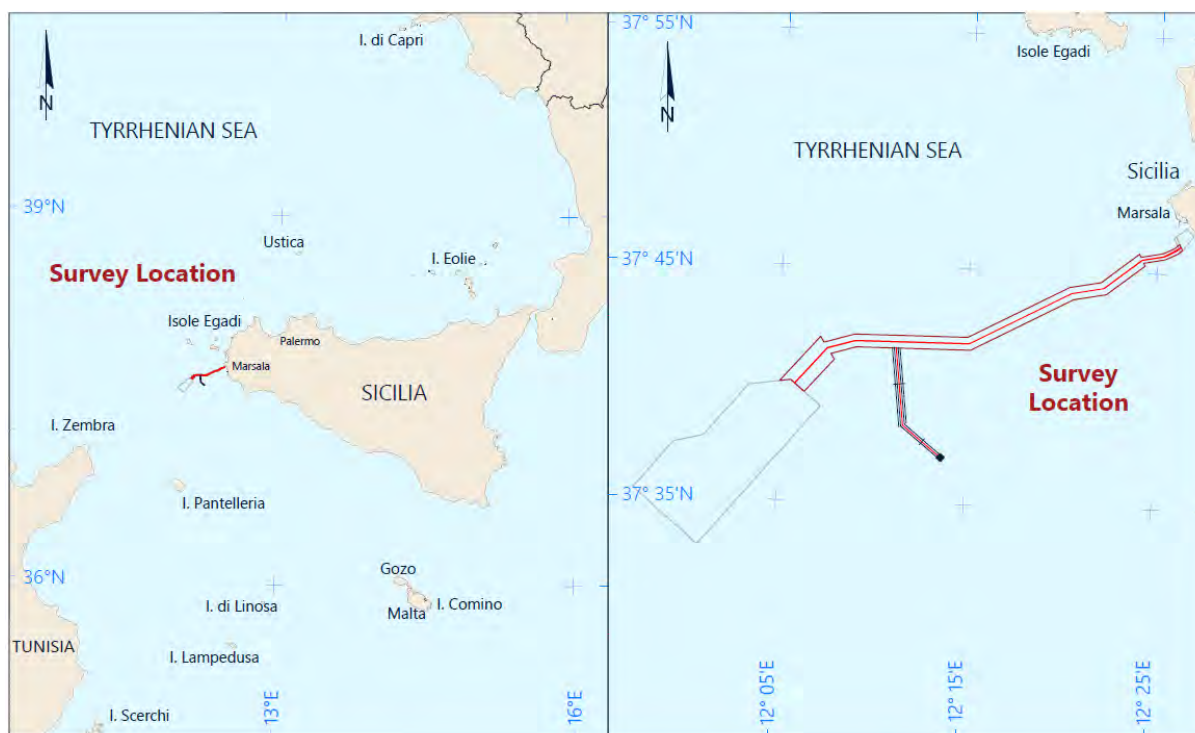 I. di Capri
N
TYRRHENIAN SEA
39°N
Ustica
I. Eolie
Survey Location
Isole Egadi
Palermo
Marsala
SICILIA
I. Zembra
I. Pantelleria
36°N
Gozo
I. di Linosa
Malta
I. Comino
TUNISIA
I. Lampedusa
I. Scerchi
13°E
16°E
37° 55'N
Isole Egadi
N
TYRRHENIAN SEA
Sicilia
Marsala
37° 45'N
Survey
Location
37° 35'N
12° 05'E
12° 15'E
12° 25'E